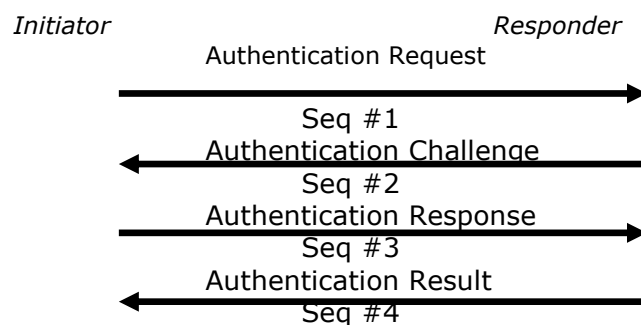 Initiator Responder
Authentication Request
Seq #1
Authentication Challenge
Seq #2
Authentication Response
Seq #3
Authentication Result
Seq #4